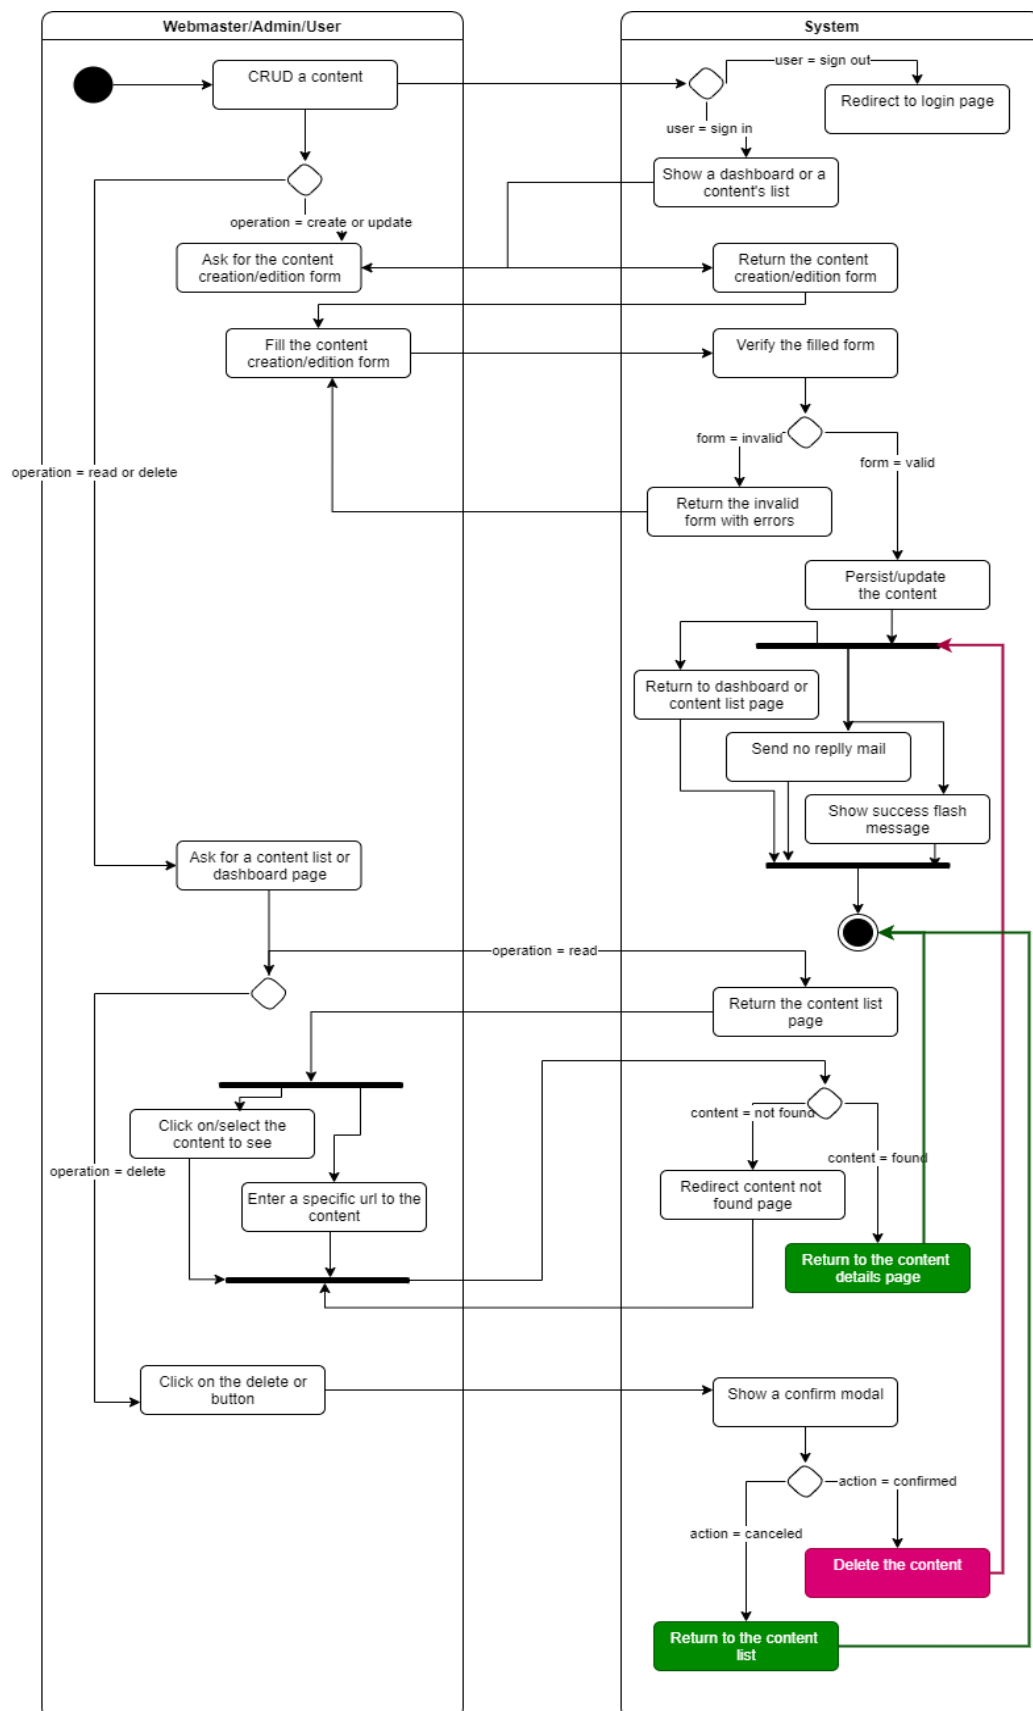 Webmaster/Admin/User
System
CRUD a content
user = sign out
Redirect to login page
user = sign in
Show a dashboard or a
content's list
operation = create or update
Ask for the content
creation/edition form
Return the content
creation/edition form
Fill the content
creation/edition form
Verify the filled form
form = invalid
form = valid
operation = read or delete
Return the invalid
form with errors
Persist/update
the content
Return to dashboard or
content list page
Send no replly mail
Show success flash
message
Ask for a content list or
dashboard page
operation = read
Return the content list
page
Click on/select the
content to see
content = not found
content = found
operation = delete
Enter a specific url to the
content
Redirect content not
found page
Return to the content
details page
Click on the delete or
button
Show a confirm modal
action = confirmed
action = canceled
Delete the content
Return to the content
list